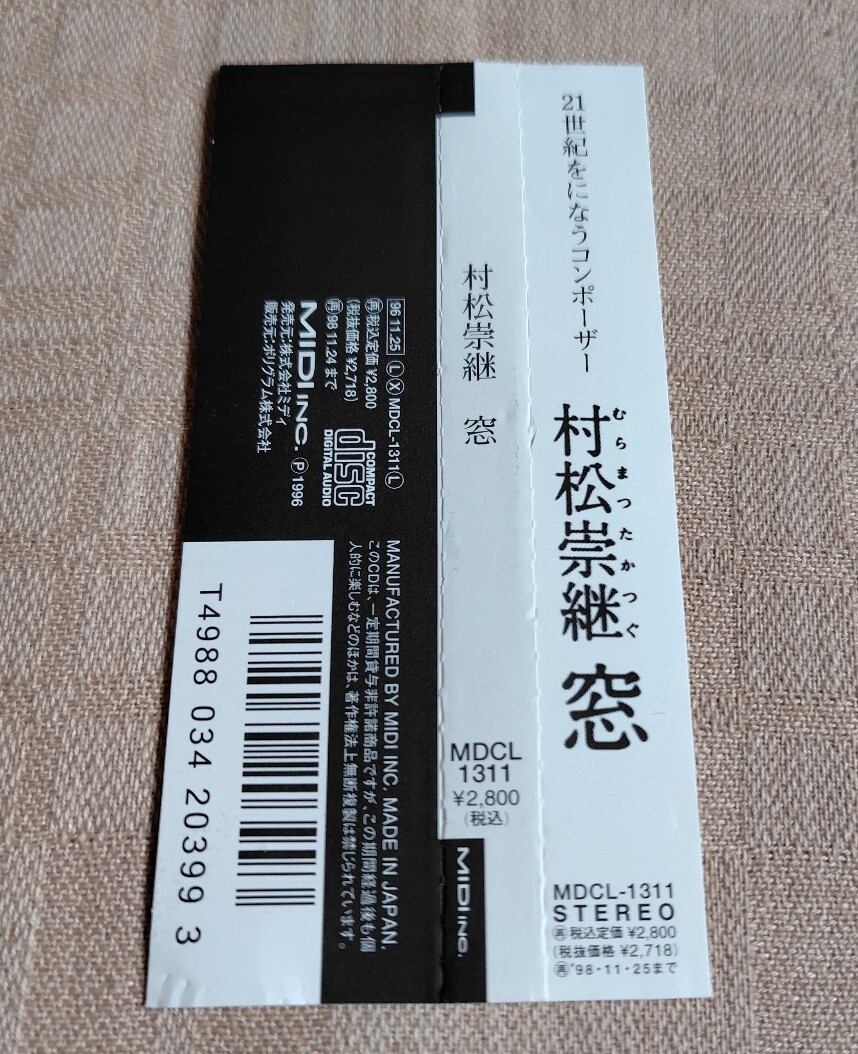 21世紀をになうコンポーザー
むらまつたかつぐ
村松崇継 窓
MDCL-1311
STEREO
再税込定価 ¥2,800
(税抜価格 ¥2,718)
再'98・11・25まで
村松崇継 窓
MDCL
1311
¥2,800
(税込)
MIDI INC.
96 11.25 Ⓛ Ⓧ MDCL-1311 Ⓛ
再税込定価 ¥2,800
(税抜価格 ¥2,718)
再98 11.24 まで
COMPACT
disc
DIGITAL AUDIO
MIDI INC. Ⓟ 1996
発売元:株式会社ミディ
販売元:ポリグラム株式会社
MANUFACTURED BY MIDI INC. MADE IN JAPAN.
このCDは、一定期間貸与非許諾商品ですが、この期間経過後も個
人的に楽しむなどのほかは、著作権法上無断複製は禁じられています。
T4988 034 20399 3